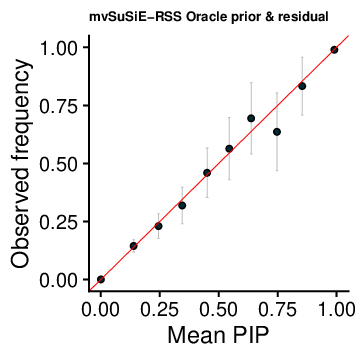 mvSuSiE−RSS Oracle prior & residual
Observed frequency
1.00
0.75
0.50
0.25
0.00
0.00 0.25 0.50 0.75 1.00
Mean PIP